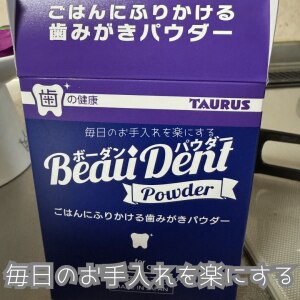 ごはんにふりかける
歯みがきパウダー
歯の健康
TAURUS
毎日のお手入れを楽にする
ボーダン パウダー
Beau Dent
Powder
ごはんにふりかける歯みがきパウダー
毎日のお手入れを楽にする